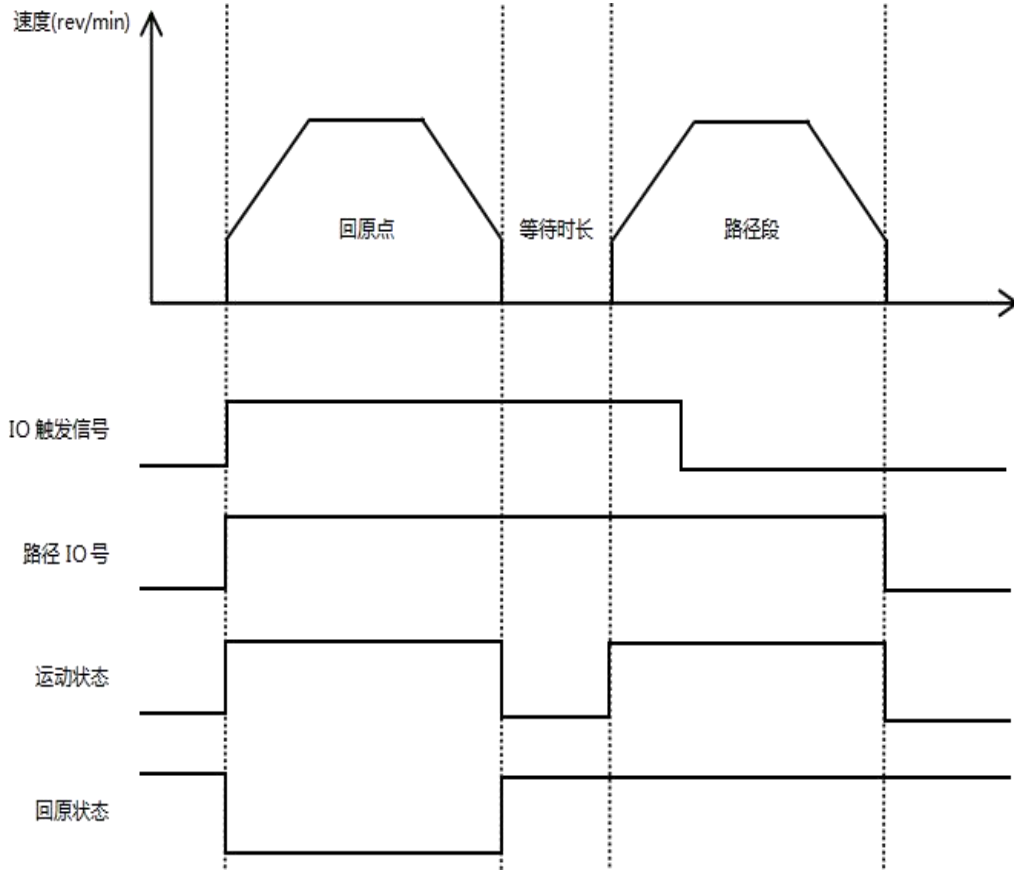 速度(rev/min)
回原点
等待时长
路径段
IO 触发信号
路径 IO 号
运动状态
回原状态